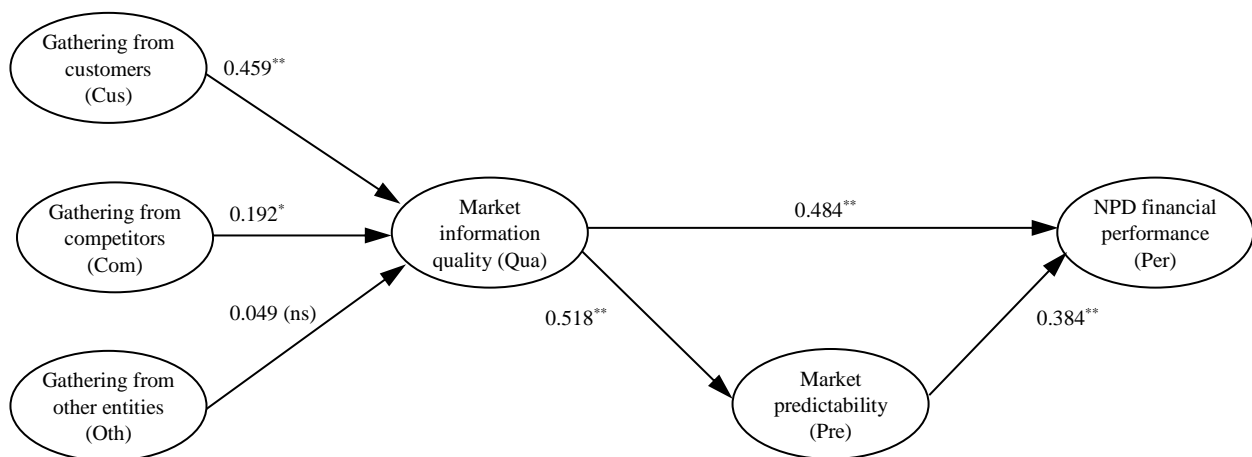 Gathering from
customers
(Cus)
0.459**
Gathering from
competitors
(Com)
0.192*
Gathering from
other entities
(Oth)
0.049 (ns)
Market
information
quality (Qua)
0.484**
0.518**
Market
predictability
(Pre)
0.384**
NPD financial
performance
(Per)